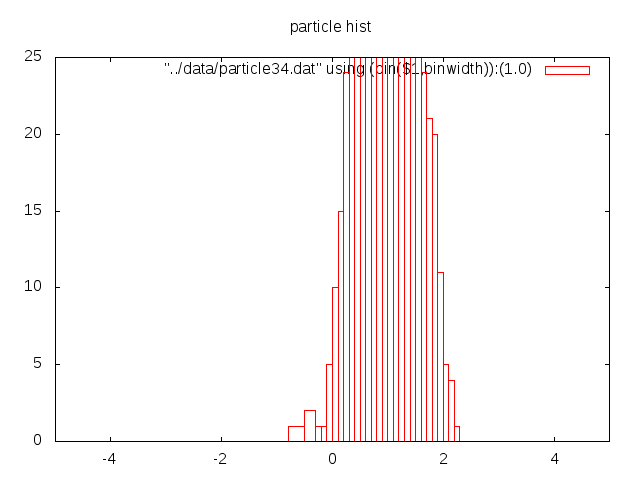 particle hist
25
"../data/particle34.dat" using (bin($1,binwidth)):(1.0)
20
15
10
5
0
-4 -2 0 2 4